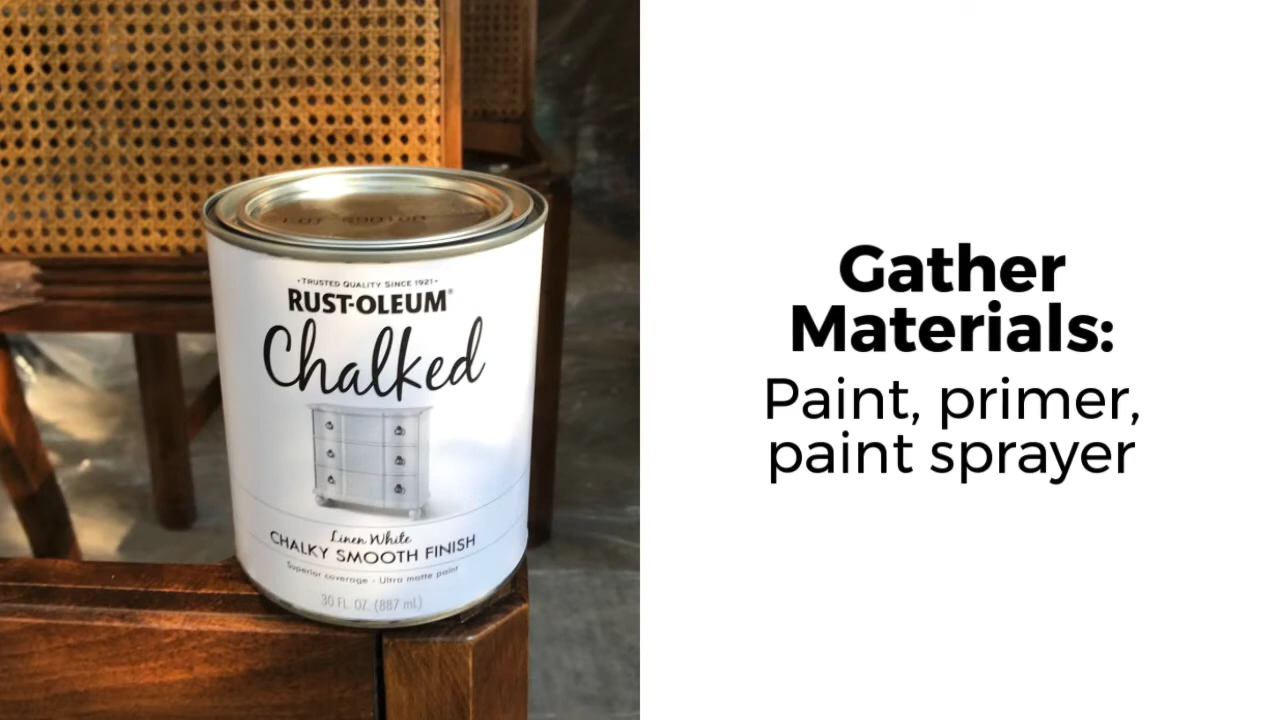 • TRUSTED QUALITY SINCE 1921 •
RUST-OLEUM®
Chalked
Linen White
CHALKY SMOOTH FINISH
Superior coverage - Ultra matte paint
30 FL. OZ. (887 mL)
Gather
Materials:
Paint, primer,
paint sprayer